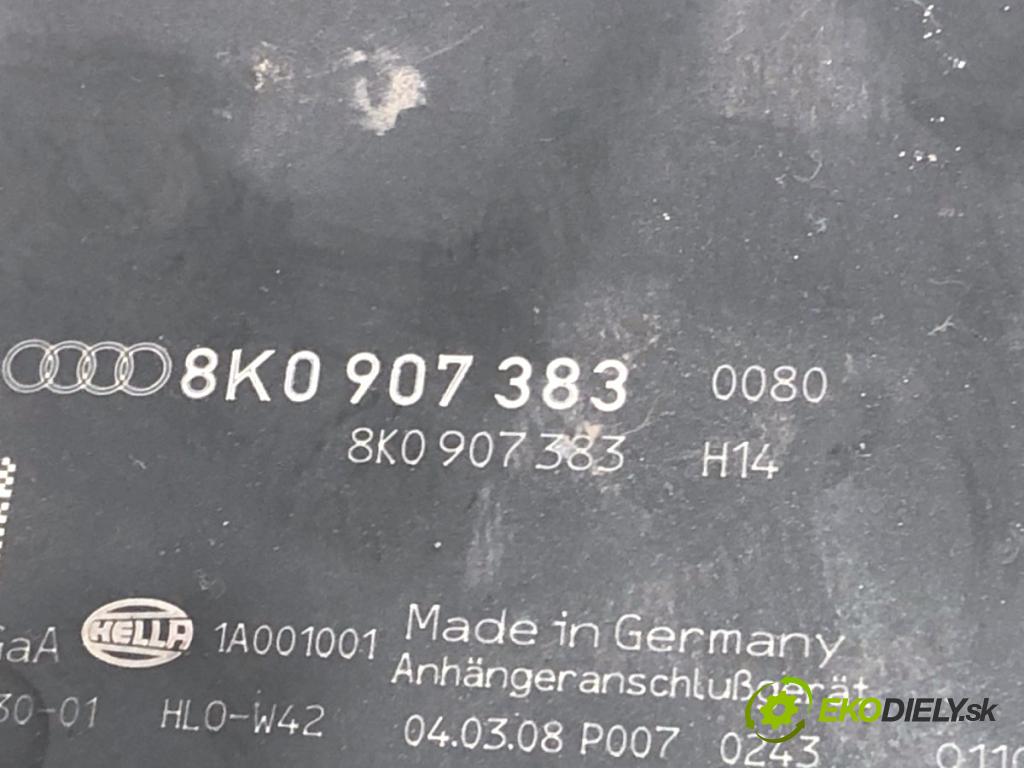 8K0 907 383 0080
8K0 907 383 H14
GaA HELLA 1A001001 Made in Germany
Anhängeranschlußgerät
30-01 HLO-W42 04.03.08 P007 0243 0110
EKODIELY.sk